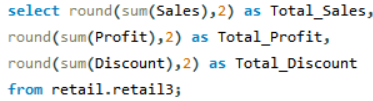 select round(sum(Sales),2) as Total_Sales,
round(sum(Profit),2) as Total_Profit,
round(sum(Discount),2) as Total_Discount
from retail.retail3;